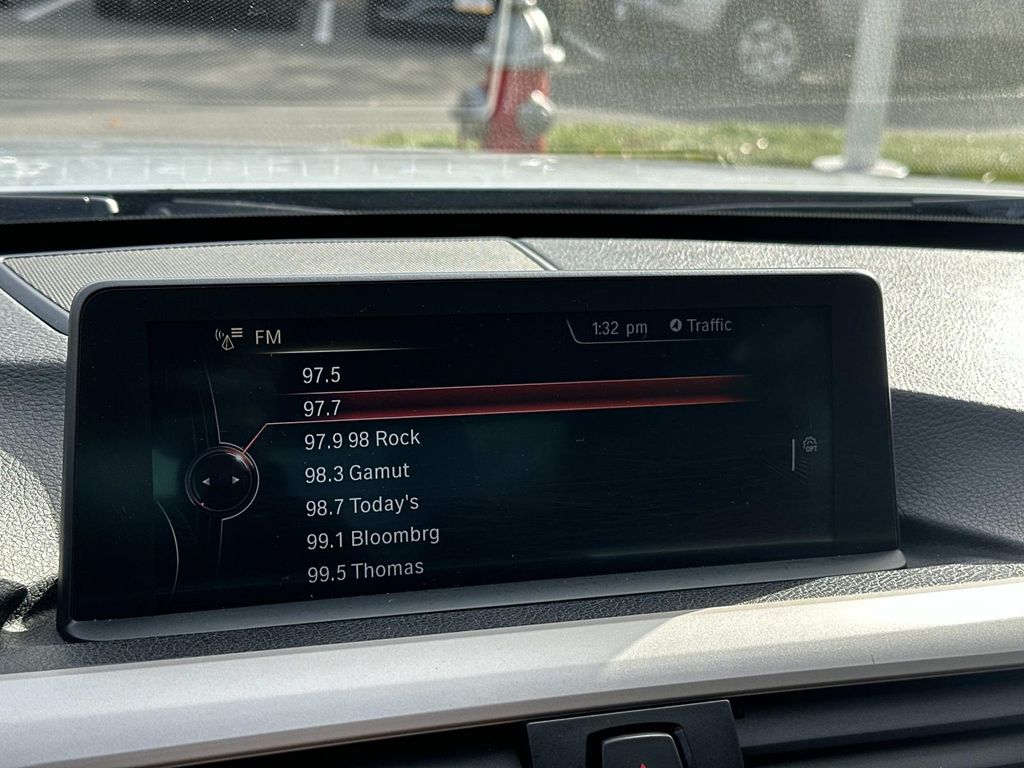 FM
1:32 pm Traffic
97.5
97.7
97.9 98 Rock
98.3 Gamut
OPT
98.7 Today's
99.1 Bloombrg
99.5 Thomas